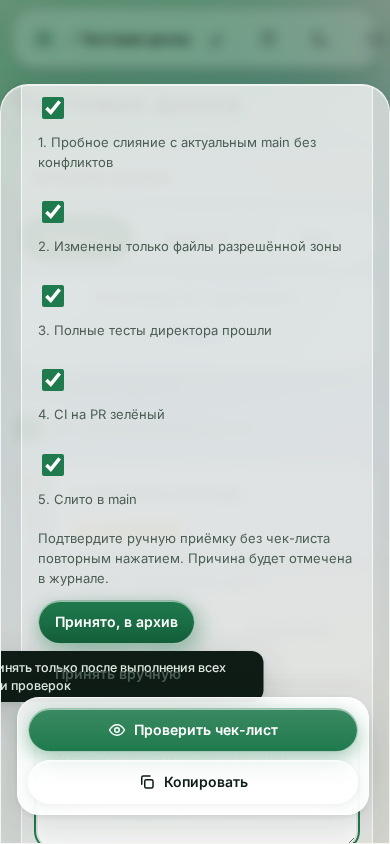 1. Пробное слияние с актуальным main без
конфликтов
2. Изменены только файлы разрешённой зоны
3. Полные тесты директора прошли
4. CI на PR зелёный
5. Слито в main
Подтвердите ручную приёмку без чек-листа
повторным нажатием. Причина будет отмечена
в журнале.
Принято, в архив
только после выполнения всех
проверок
Принять вручную
Проверить чек-лист
Копировать